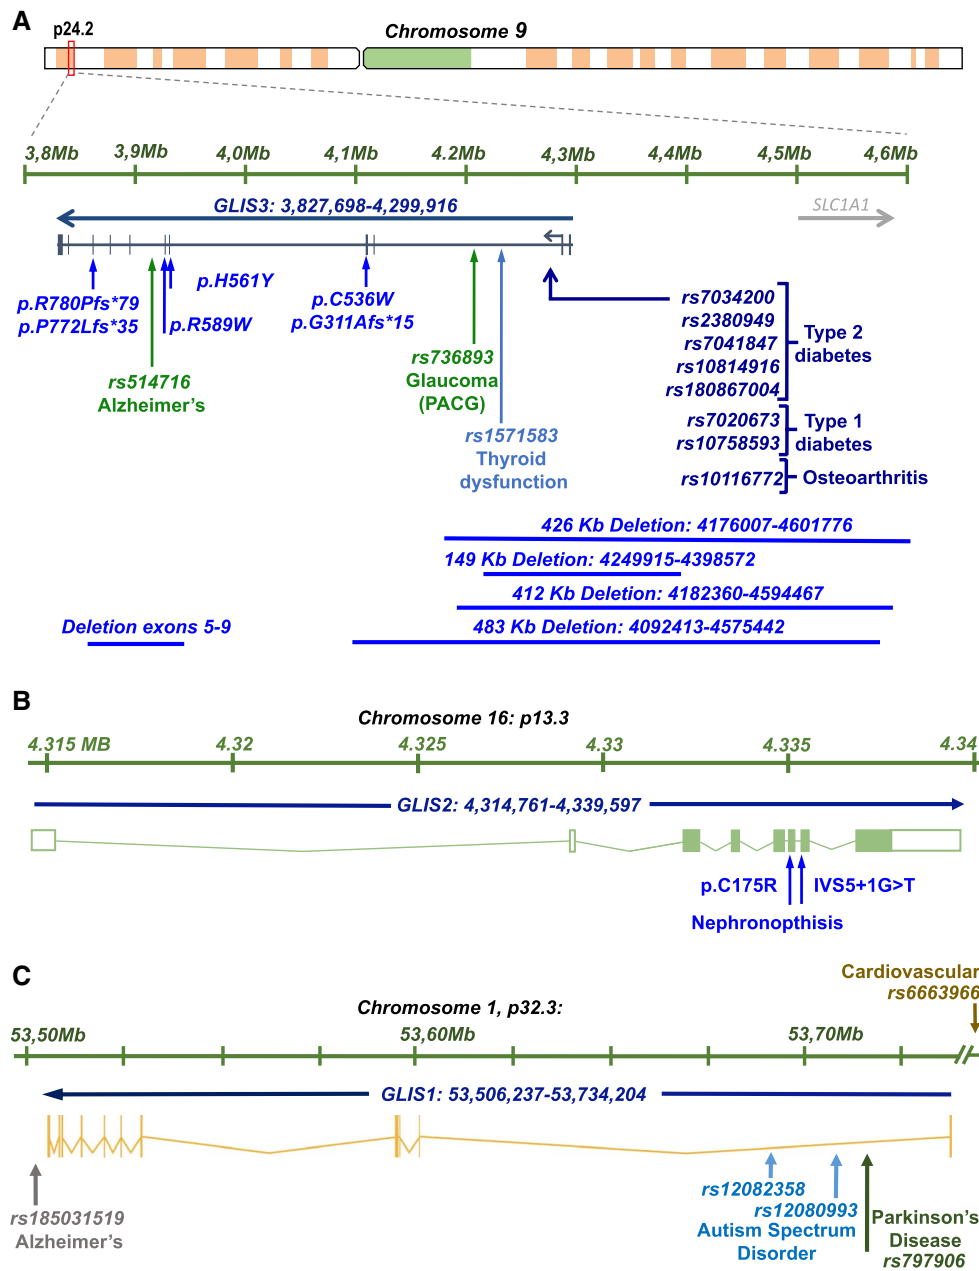 A
p24.2
Chromosome 9
3,8Mb 3,9Mb 4,0Mb 4,1Mb 4.2Mb 4,3Mb 4,4Mb 4,5Mb 4,6Mb
GLIS3: 3,827,698-4,299,916
SLC1A1
p.H561Y
p.R780Pfs*79
p.P772Lfs*35
p.R589W
p.C536W
p.G311Afs*15
rs514716
Alzheimer's
rs736893
Glaucoma
(PACG)
rs1571583
Thyroid
dysfunction
rs7034200
rs2380949
rs7041847
rs10814916
rs180867004
Type 2
diabetes
rs7020673
rs10758593
Type 1
diabetes
rs10116772
Osteoarthritis
426 Kb Deletion: 4176007-4601776
149 Kb Deletion: 4249915-4398572
412 Kb Deletion: 4182360-4594467
483 Kb Deletion: 4092413-4575442
Deletion exons 5-9
B
Chromosome 16: p13.3
4.315 MB 4.32 4.325 4.33 4.335 4.34
GLIS2: 4,314,761-4,339,597
p.C175R IVS5+1G>T
Nephronopthisis
C
Cardiovascular
rs6663966
Chromosome 1, p32.3:
53,50Mb 53,60Mb 53,70Mb
GLIS1: 53,506,237-53,734,204
rs185031519
Alzheimer's
rs12082358
rs12080993
Autism Spectrum
Disorder
Parkinson's
Disease
rs797906